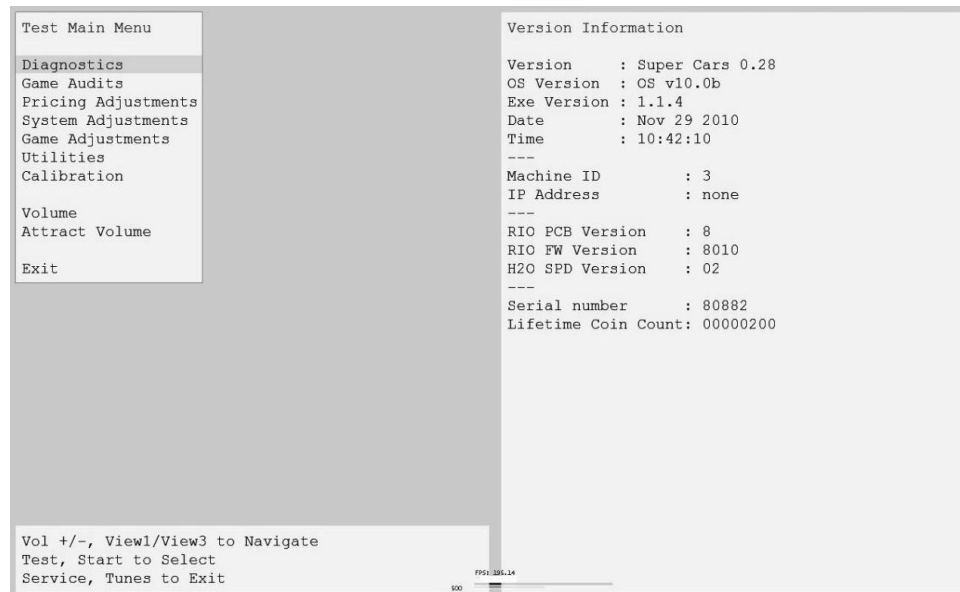 Test Main Menu
Diagnostics
Game Audits
Pricing Adjustments
System Adjustments
Game Adjustments
Utilities
Calibration
Volume
Attract Volume
Exit
Version Information
Version : Super Cars 0.28
OS Version : OS v10.0b
Exe Version : 1.1.4
Date : Nov 29 2010
Time : 10:42:10
---
Machine ID : 3
IP Address : none
---
RIO PCB Version : 8
RIO FW Version : 8010
H2O SPD Version : 02
---
Serial number : 80882
Lifetime Coin Count: 00000200
Vol +/-, View1/View3 to Navigate
Test, Start to Select
Service, Tunes to Exit
FPS: 195.14
500